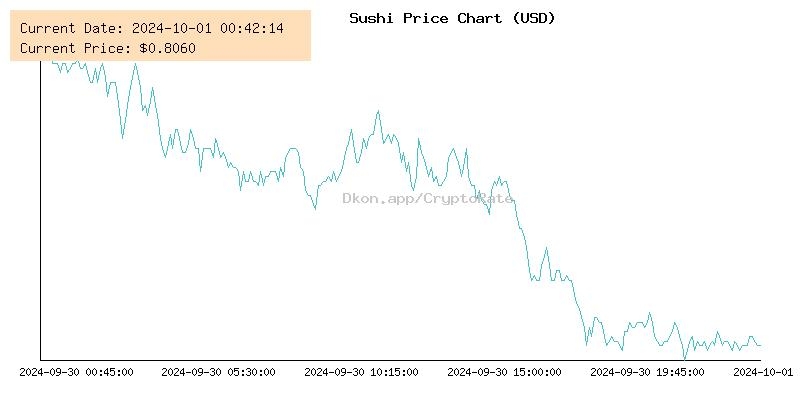 Sushi Price Chart (USD)
Current Date: 2024-10-01 00:42:14
Current Price: $0.8060
Dkon.app/CryptoRate
2024-09-30 00:45:00 2024-09-30 05:30:00 2024-09-30 10:15:00 2024-09-30 15:00:00 2024-09-30 19:45:00 2024-10-01